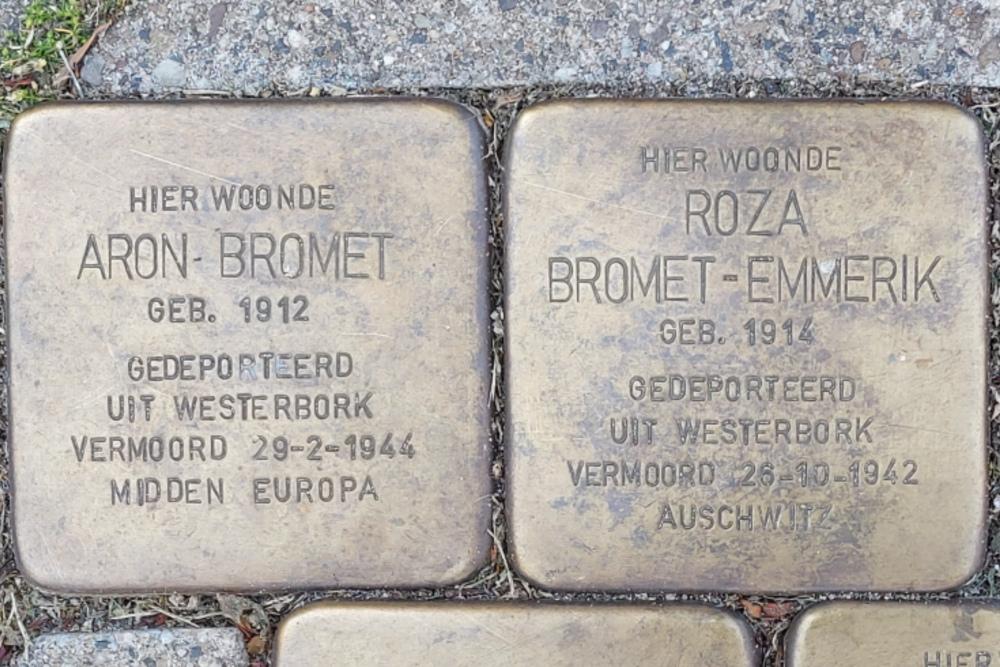 HIER WOONDE
ARON BROMET
GEB. 1912
GEDEPORTEERD
UIT WESTERBORK
VERMOORD 29-2-1944
MIDDEN EUROPA
HIER WOONDE
ROZA
BROMET-EMMERIK
GEB. 1914
GEDEPORTEERD
UIT WESTERBORK
VERMOORD 26-10-1942
AUSCHWITZ
HIER